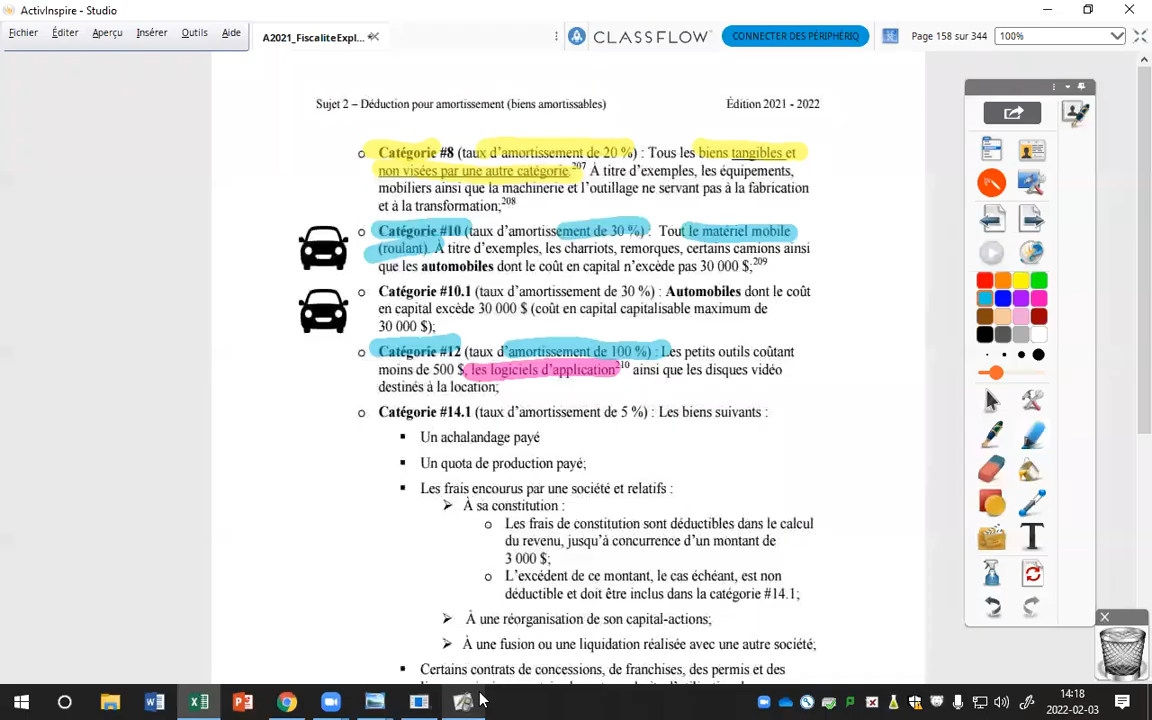 ActivInspire - Studio
Fichier Éditer Aperçu Insérer Outils Aide
A2021_FiscaliteExpl...
CLASSFLOW
CONNECTER DES PÉRIPHÉRIQ
Page 158 sur 344
100%
Sujet 2 – Déduction pour amortissement (biens amortissables) Édition 2021 - 2022
o Catégorie #8 (taux d’amortissement de 20 %) : Tous les biens tangibles et
non visées par une autre catégorie.207 À titre d’exemples, les équipements,
mobiliers ainsi que la machinerie et l’outillage ne servant pas à la fabrication
et à la transformation;208
o Catégorie #10 (taux d’amortissement de 30 %) : Tout le matériel mobile
(roulant). À titre d’exemples, les charriots, remorques, certains camions ainsi
que les automobiles dont le coût en capital n’excède pas 30 000 $;209
o Catégorie #10.1 (taux d’amortissement de 30 %) : Automobiles dont le coût
en capital excède 30 000 $ (coût en capital capitalisable maximum de
30 000 $);
o Catégorie #12 (taux d’amortissement de 100 %) : Les petits outils coûtant
moins de 500 $, les logiciels d’application210 ainsi que les disques vidéo
destinés à la location;
o Catégorie #14.1 (taux d’amortissement de 5 %) : Les biens suivants :
▪ Un achalandage payé
▪ Un quota de production payé;
▪ Les frais encourus par une société et relatifs :
➢ À sa constitution :
o Les frais de constitution sont déductibles dans le calcul
du revenu, jusqu’à concurrence d’un montant de
3 000 $;
o L’excédent de ce montant, le cas échéant, est non
déductible et doit être inclus dans la catégorie #14.1;
➢ À une réorganisation de son capital-actions;
➢ À une fusion ou une liquidation réalisée avec une autre société;
▪ Certains contrats de concessions, de franchises, des permis et des
14:18
2022-02-03